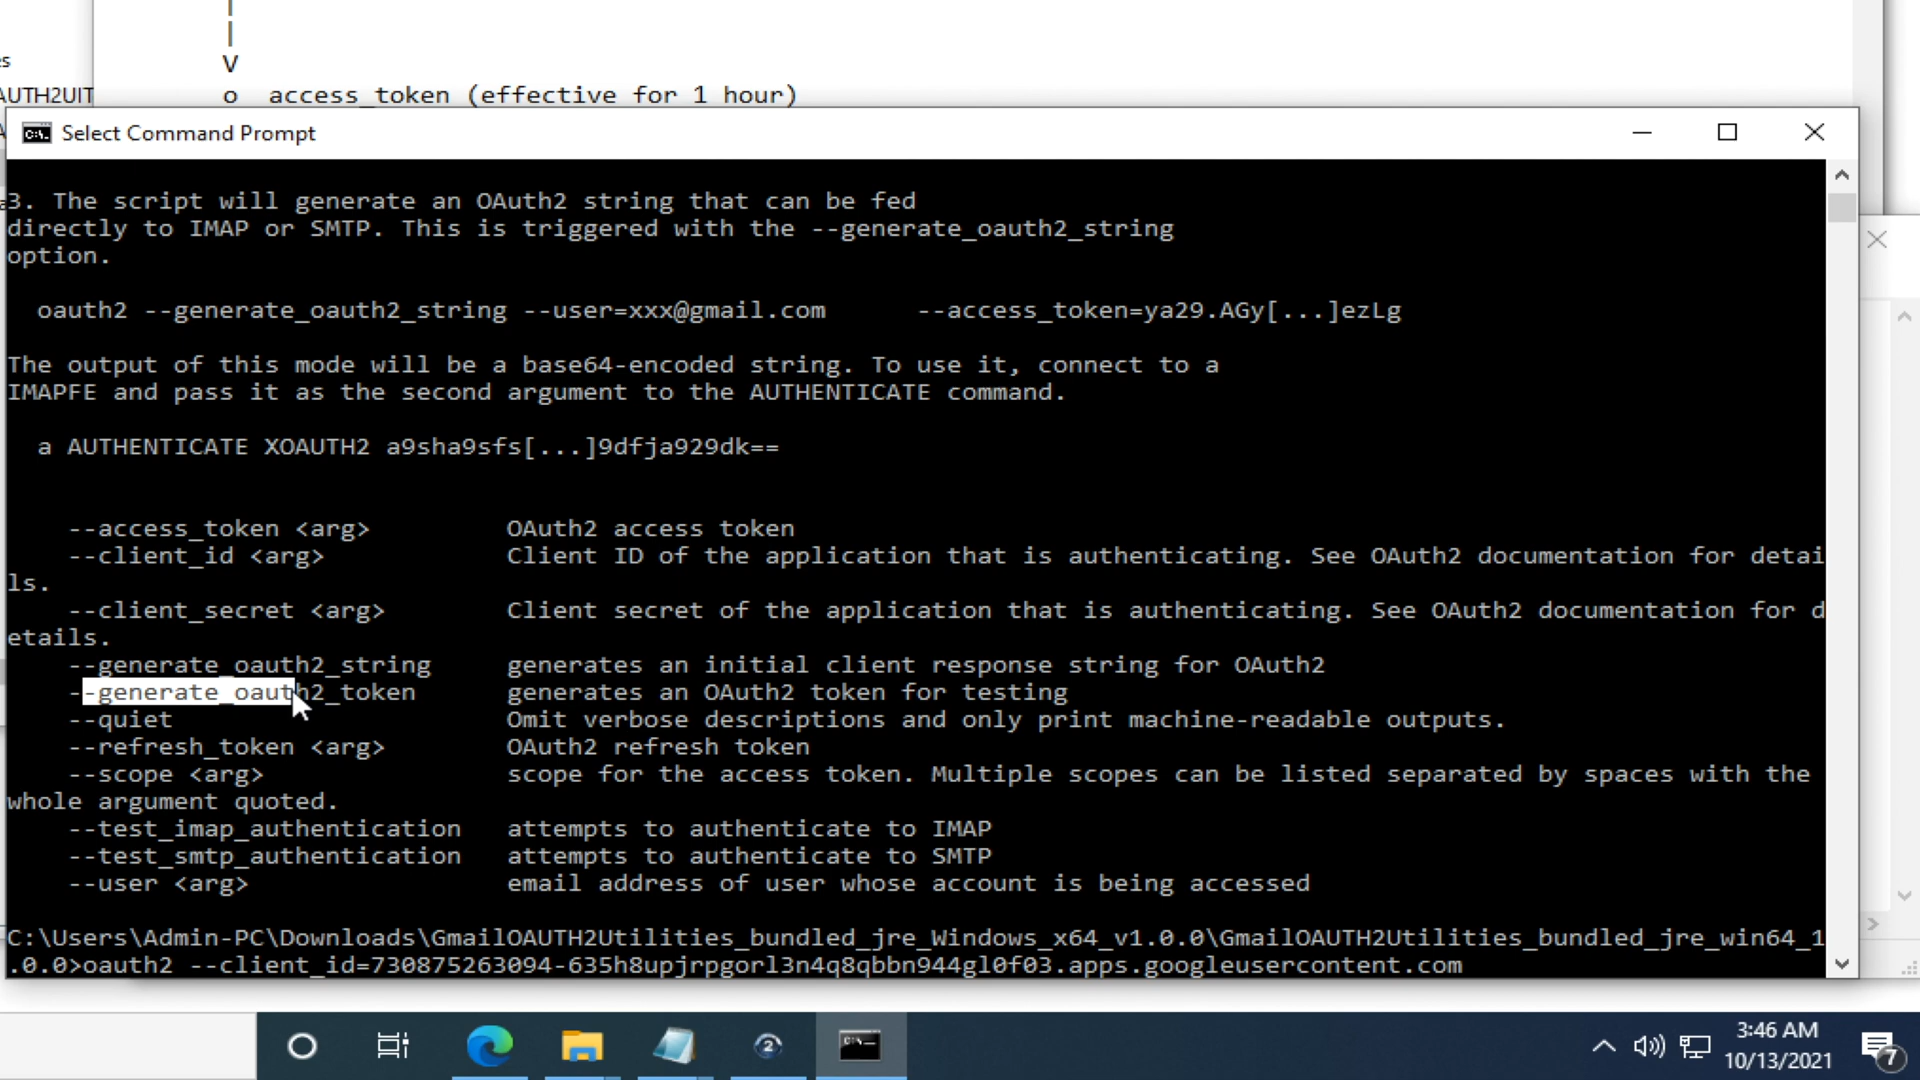 es
|
|
V
AUTH2UIT
o access_token (effective for 1 hour)
Select Command Prompt
3. The script will generate an OAuth2 string that can be fed
directly to IMAP or SMTP. This is triggered with the --generate_oauth2_string
option.
oauth2 --generate_oauth2_string --user=xxx@gmail.com --access_token=ya29.AGy[...]ezLg
The output of this mode will be a base64-encoded string. To use it, connect to a
IMAPFE and pass it as the second argument to the AUTHENTICATE command.
a AUTHENTICATE XOAUTH2 a9sha9sfs[...]9dfja929dk==
--access_token <arg> OAuth2 access token
--client_id <arg> Client ID of the application that is authenticating. See OAuth2 documentation for detai
ls.
--client_secret <arg> Client secret of the application that is authenticating. See OAuth2 documentation for d
etails.
--generate_oauth2_string generates an initial client response string for OAuth2
--generate_oauth2_token generates an OAuth2 token for testing
--quiet Omit verbose descriptions and only print machine-readable outputs.
--refresh_token <arg> OAuth2 refresh token
--scope <arg> scope for the access token. Multiple scopes can be listed separated by spaces with the
whole argument quoted.
--test_imap_authentication attempts to authenticate to IMAP
--test_smtp_authentication attempts to authenticate to SMTP
--user <arg> email address of user whose account is being accessed
C:\Users\Admin-PC\Downloads\GmailOAUTH2Utilities_bundled_jre_Windows_x64_v1.0.0\GmailOAUTH2Utilities_bundled_jre_win64_1
.0.0>oauth2 --client_id=730875263094-635h8upjrpgorl3n4q8qbbn944gl0f03.apps.googleusercontent.com
3:46 AM
10/13/2021
7